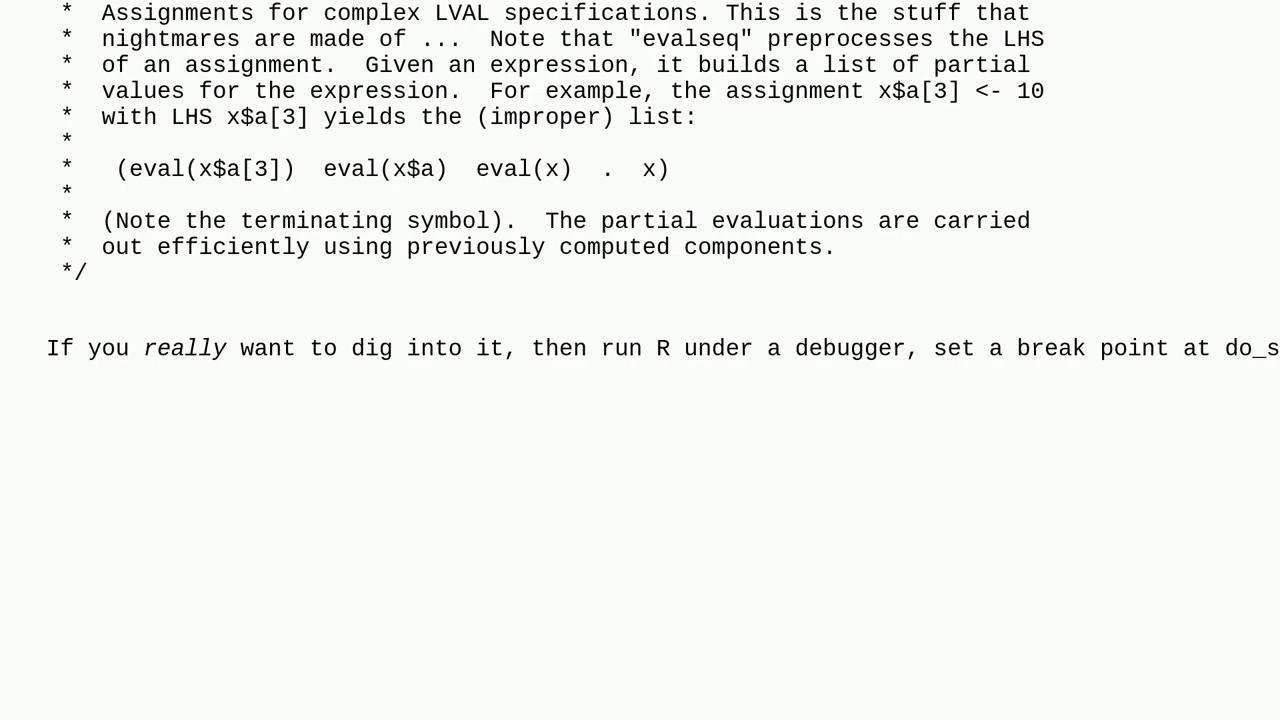 *  Assignments for complex LVAL specifications. This is the stuff that
*  nightmares are made of ...  Note that "evalseq" preprocesses the LHS
*  of an assignment.  Given an expression, it builds a list of partial
*  values for the expression.  For example, the assignment x$a[3] <- 10
*  with LHS x$a[3] yields the (improper) list:
*
*   (eval(x$a[3])  eval(x$a)  eval(x)  .  x)
*
*  (Note the terminating symbol).  The partial evaluations are carried
*  out efficiently using previously computed components.
*/
If you really want to dig into it, then run R under a debugger, set a break point at do_s